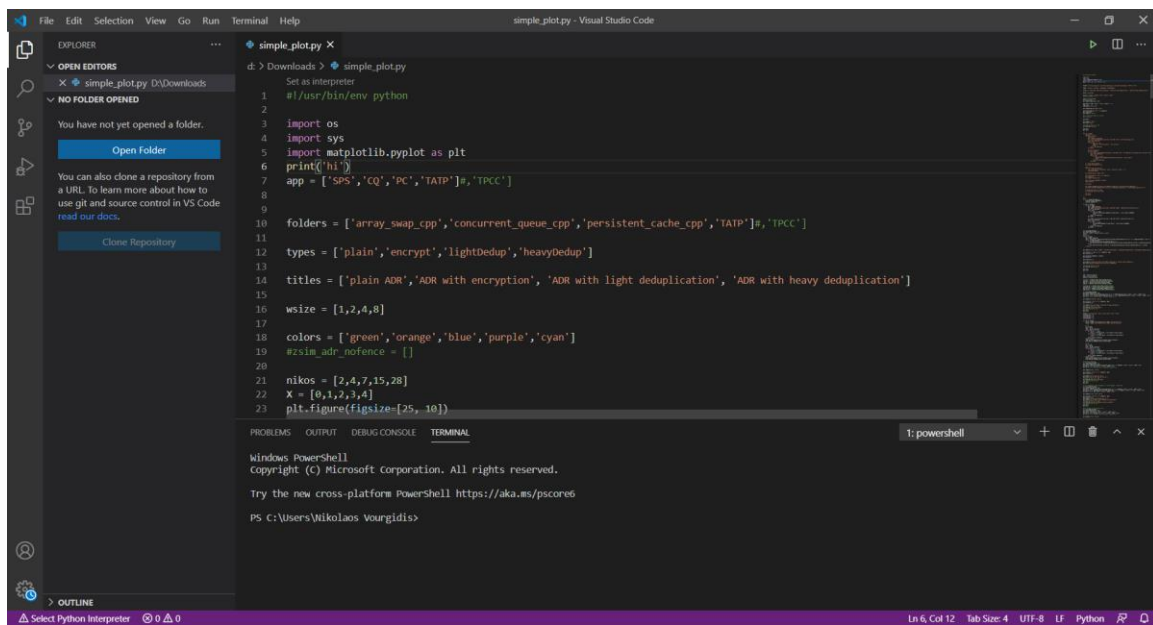 File Edit Selection View Go Run Terminal Help simple_plot.py - Visual Studio Code
EXPLORER
OPEN EDITORS
simple_plot.py D:\Downloads
NO FOLDER OPENED
You have not yet opened a folder.
Open Folder
You can also clone a repository from
a URL. To learn more about how to
use git and source control in VS Code
read our docs.
Clone Repository
OUTLINE
simple_plot.py
d: > Downloads > simple_plot.py
Set as interpreter
1 #!/usr/bin/env python
2
3 import os
4 import sys
5 import matplotlib.pyplot as plt
6 print('hi')
7 app = ['SPS','CQ','PC','TATP']#,'TPCC']
8
9
10 folders = ['array_swap_cpp','concurrent_queue_cpp','persistent_cache_cpp','TATP']#,'TPCC']
11
12 types = ['plain','encrypt','lightDedup','heavyDedup']
13
14 titles = ['plain ADR','ADR with encryption', 'ADR with light deduplication', 'ADR with heavy deduplication']
15
16 wsize = [1,2,4,8]
17
18 colors = ['green','orange','blue','purple','cyan']
19 #zsim_adr_nofence = []
20
21 nikos = [2,4,7,15,28]
22 X = [0,1,2,3,4]
23 plt.figure(figsize=[25, 10])
PROBLEMS OUTPUT DEBUG CONSOLE TERMINAL 1: powershell
Windows PowerShell
Copyright (C) Microsoft Corporation. All rights reserved.
Try the new cross-platform PowerShell https://aka.ms/pscore6
PS C:\Users\Nikolaos Vourgidis>
Select Python Interpreter 0 0 Ln 6, Col 12 Tab Size: 4 UTF-8 LF Python